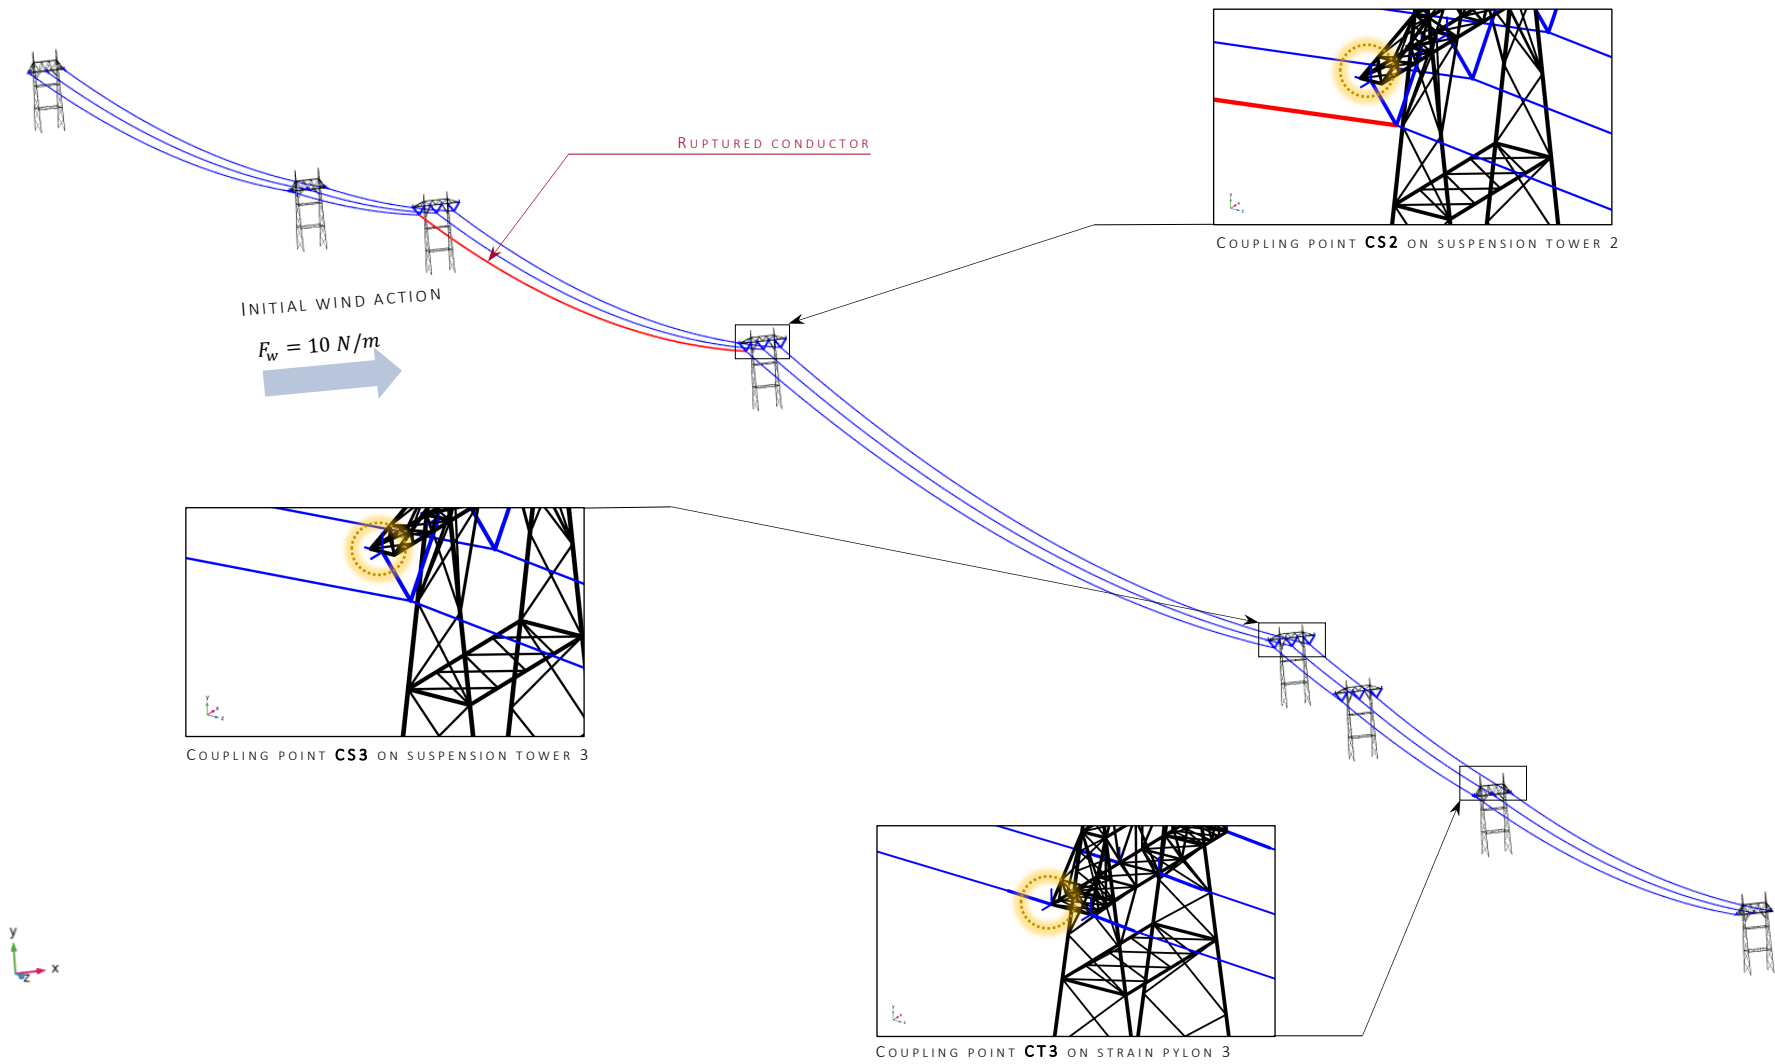 RUPTURED CONDUCTOR
COUPLING POINT CS2 ON SUSPENSION TOWER 2
INITIAL WIND ACTION
F_w = 10 N/m
COUPLING POINT CS3 ON SUSPENSION TOWER 3
COUPLING POINT CT3 ON STRAIN PYLON 3
y
x
z